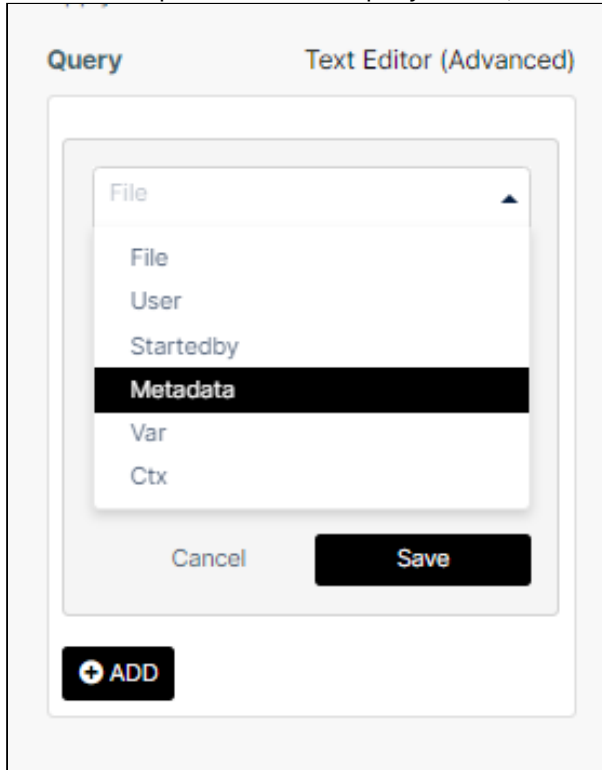 Query Text Editor (Advanced)
File
File
User
Startedby
Metadata
Var
Ctx
Cancel Save
ADD